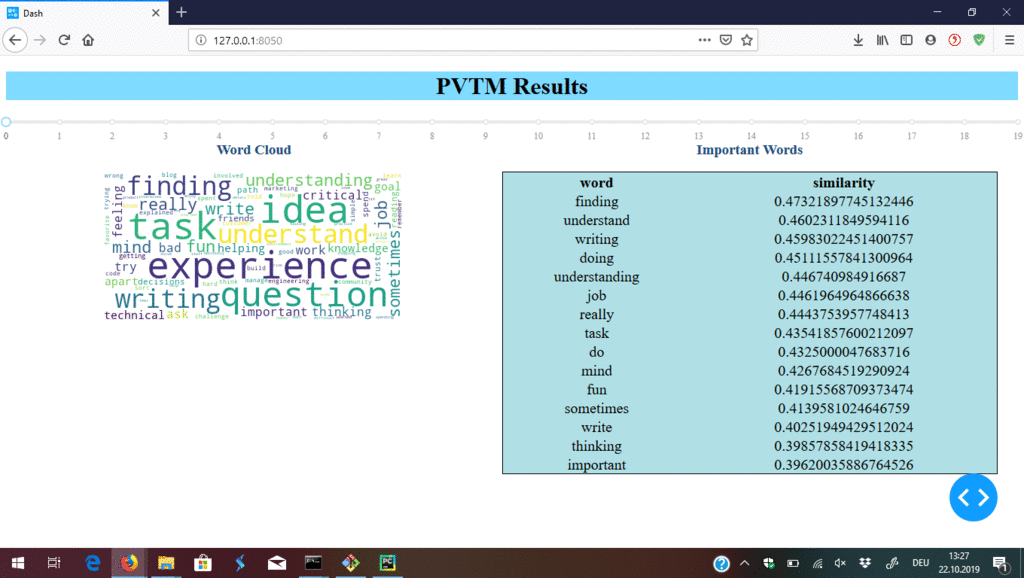 Dash
127.0.0.1:8050
PVTM Results
0 1 2 3 4 5 6 7 8 9 10 11 12 13 14 15 16 17 18 19
Word Cloud
Important Words
wrong blog involved
finding understanding goal
path marketing critical
feeling really write idea spend job
friends
task understand
mind bad fun helping knowledge
getting good work
try experience trust sometimes
code build
apart decisions hard think manage engineering community
writing question
technical ask challenge important thinking
word similarity
finding 0.47321897745132446
understand 0.4602311849594116
writing 0.45983022451400757
doing 0.45111557841300964
understanding 0.446740984916687
job 0.4461964964866638
really 0.4443753957748413
task 0.43541857600212097
do 0.4325000047683716
mind 0.4267684519290924
fun 0.41915568709373474
sometimes 0.4139581024646759
write 0.40251949429512024
thinking 0.39857858419418335
important 0.39620035886764526
DEU
13:27
22.10.2019
1